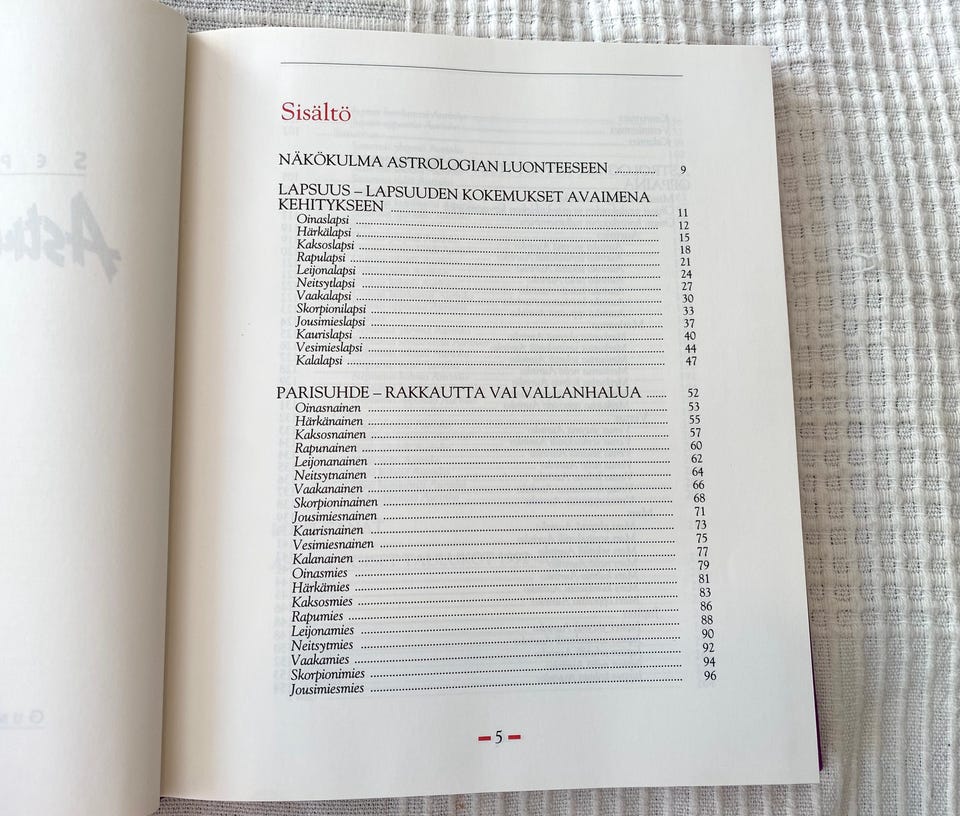 Sisältö
NÄKÖKULMA ASTROLOGIAN LUONTEESEEN ............ 9
LAPSUUS – LAPSUUDEN KOKEMUKSET AVAIMENA
KEHITYKSEEN ............ 11
Oinaslapsi ............ 12
Härkälapsi ............ 15
Kaksoslapsi ............ 18
Rapulapsi ............ 21
Leijonalapsi ............ 24
Neitsytlapsi ............ 27
Vaakalapsi ............ 30
Skorpionilapsi ............ 33
Jousimieslapsi ............ 37
Kaurislapsi ............ 40
Vesimieslapsi ............ 44
Kalalapsi ............ 47
PARISUHDE – RAKKAUTTA VAI VALLANHALUA ...... 52
Oinasnainen ............ 53
Härkänainen ............ 55
Kaksosnainen ............ 57
Rapunainen ............ 60
Leijonanainen ............ 62
Neitsytnainen ............ 64
Vaakanainen ............ 66
Skorpioninainen ............ 68
Jousimiesnainen ............ 71
Kaurisnainen ............ 73
Vesimiesnainen ............ 75
Kalanainen ............ 77
Oinasmies ............ 79
Härkämies ............ 81
Kaksosmies ............ 83
Rapumies ............ 86
Leijonamies ............ 88
Neitsytmies ............ 90
Vaakamies ............ 92
Skorpionimies ............ 94
Jousimiesmies ............ 96
5